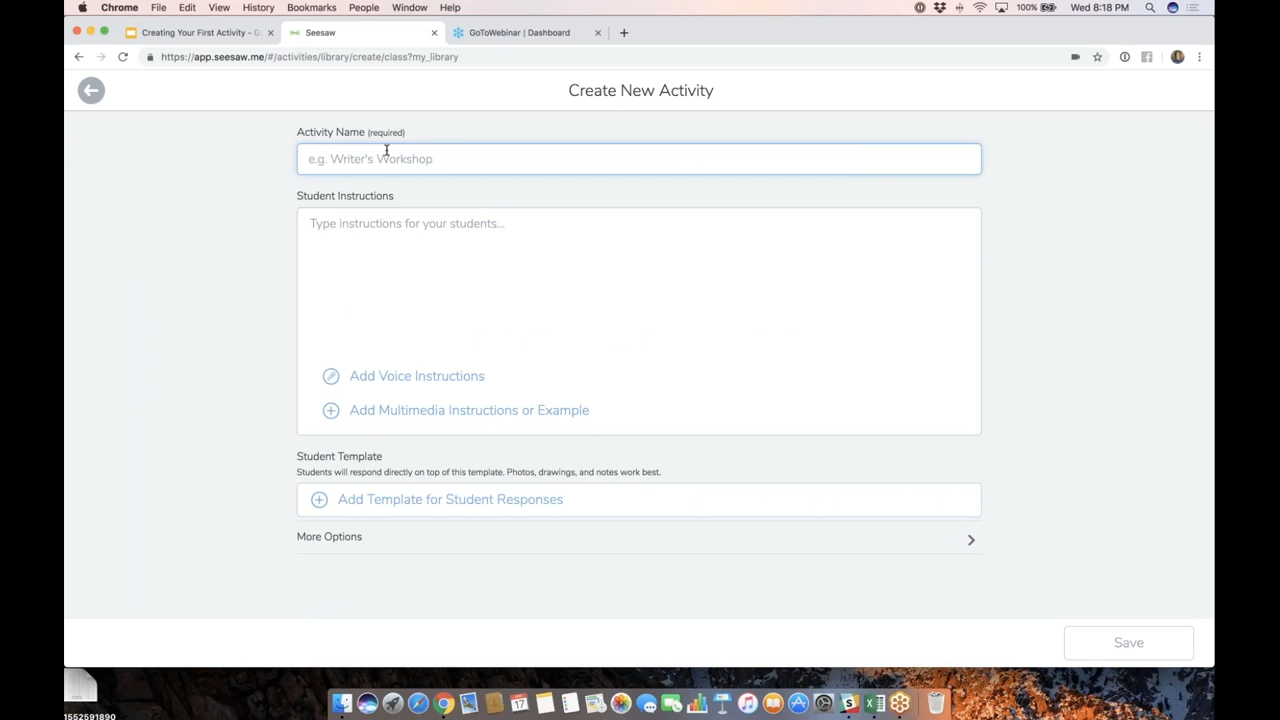 Chrome File Edit View History Bookmarks People Window Help 100% Wed 8:18 PM
Creating Your First Activity - G Seesaw GoToWebinar | Dashboard
https://app.seesaw.me/#/activities/library/create/class?my_library
Create New Activity
Activity Name (required)
e.g. Writer's Workshop
Student Instructions
Type instructions for your students...
Add Voice Instructions
Add Multimedia Instructions or Example
Student Template
Students will respond directly on top of this template. Photos, drawings, and notes work best.
Add Template for Student Responses
More Options
Save
17
1552591890